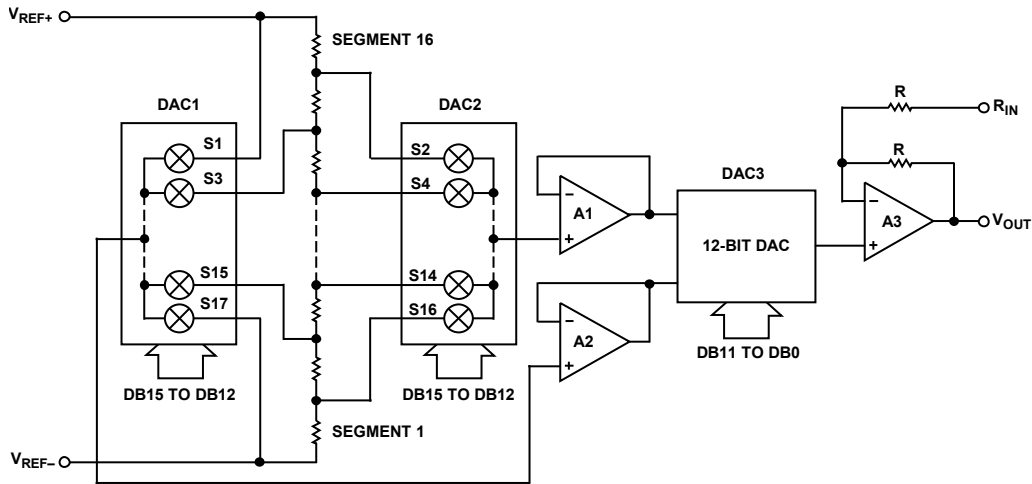 VREF+
SEGMENT 16
DAC1
DAC2
R
RIN
S1
S2
R
S3
S4
DAC3
–
A1
+
–
A3
+
VOUT
12-BIT DAC
S15
S14
S17
S16
–
A2
+
DB11 TO DB0
DB15 TO DB12
DB15 TO DB12
SEGMENT 1
VREF–